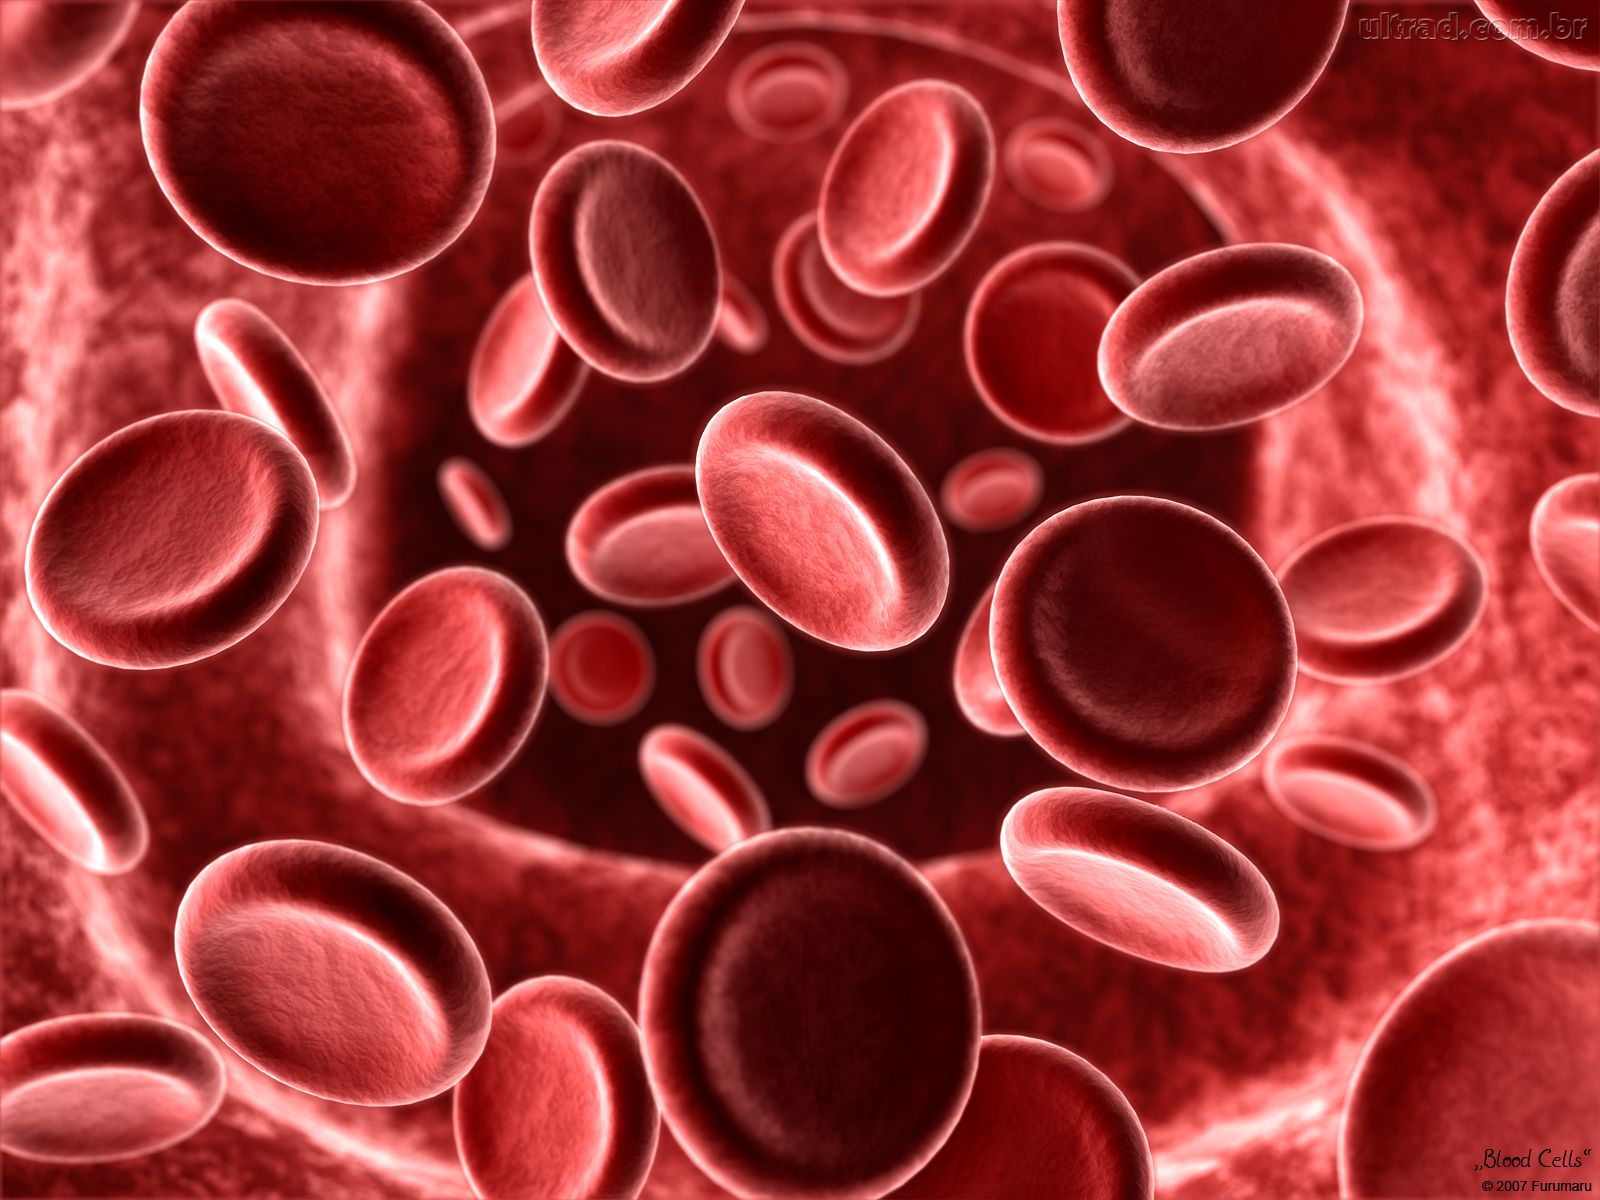 ultrad.com.br
„Blood Cells“
© 2007 Furumaru